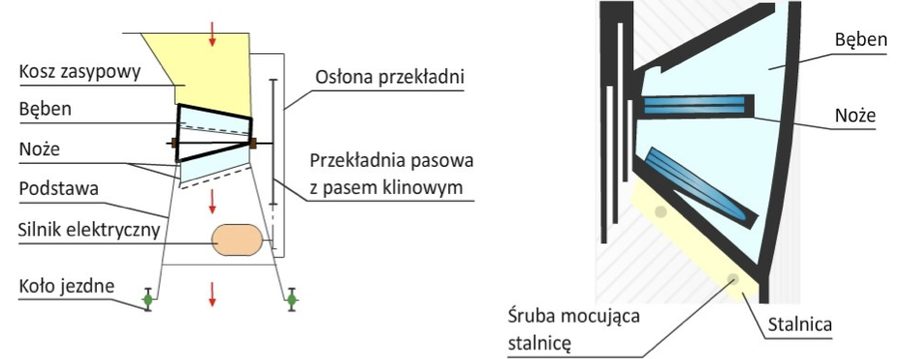 Kosz zasypowy
Bęben
Noże
Podstawa
Silnik elektryczny
Koło jezdne
Osłona przekładni
Przekładnia pasowa
z pasem klinowym
Bęben
Noże
Śruba mocująca
stalnicę
Stalnica